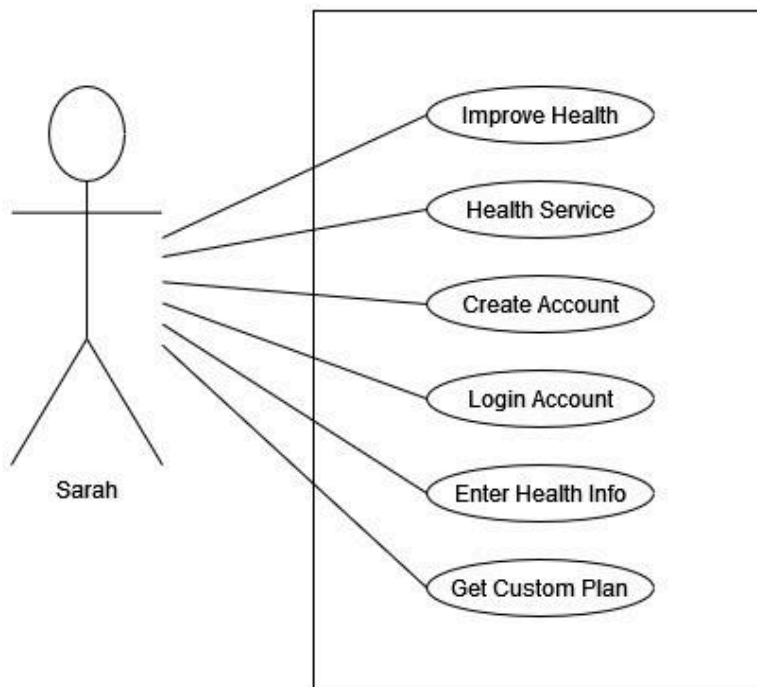 Improve Health
Health Service
Create Account
Login Account
Enter Health Info
Get Custom Plan
Sarah